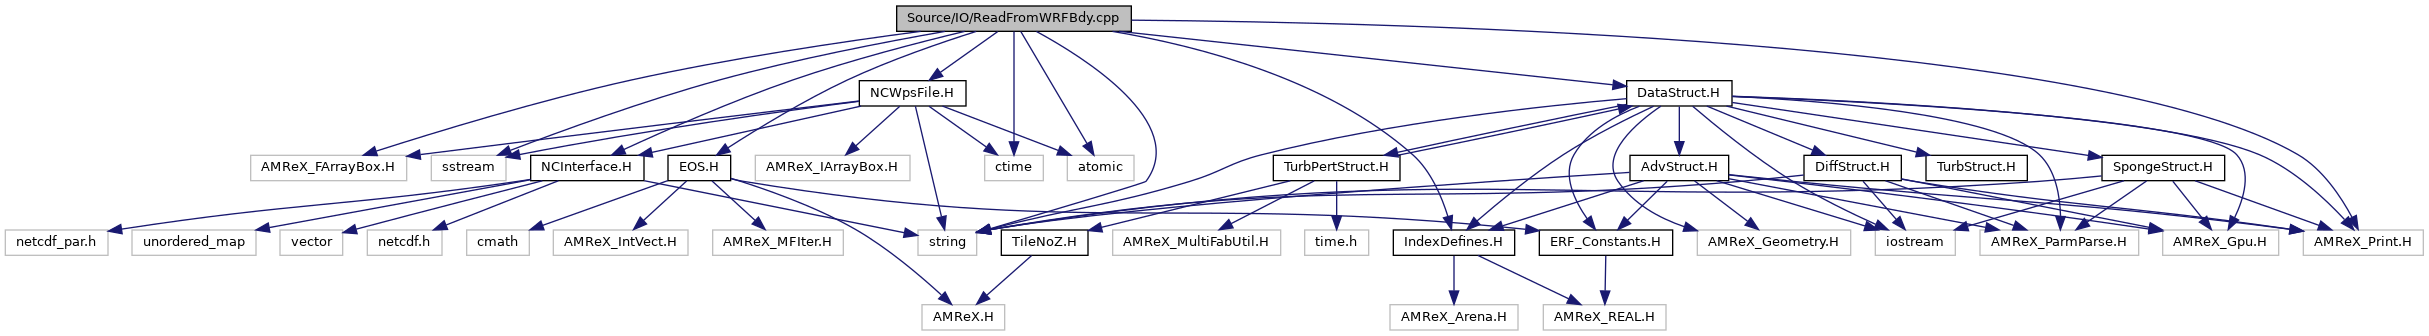 Source/IO/ReadFromWRFBdy.cpp
NCWpsFile.H
DataStruct.H
AMReX_FArrayBox.H
sstream
NCInterface.H
EOS.H
AMReX_IArrayBox.H
ctime
atomic
TurbPertStruct.H
AdvStruct.H
DiffStruct.H
TurbStruct.H
SpongeStruct.H
netcdf_par.h
unordered_map
vector
netcdf.h
cmath
AMReX_IntVect.H
AMReX_MFIter.H
string
TileNoZ.H
AMReX_MultiFabUtil.H
time.h
IndexDefines.H
ERF_Constants.H
AMReX_Geometry.H
iostream
AMReX_ParmParse.H
AMReX_Gpu.H
AMReX_Print.H
AMReX.H
AMReX_Arena.H
AMReX_REAL.H